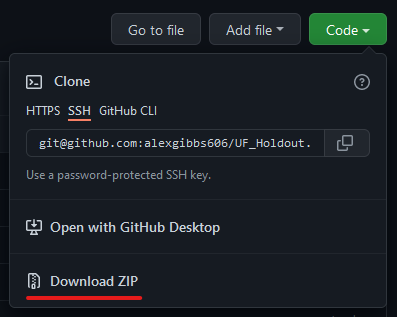 Go to file Add file Code
Clone
HTTPS SSH GitHub CLI
git@github.com:alexgibbs606/UF_Holdout.
Use a password-protected SSH key.
Open with GitHub Desktop
Download ZIP